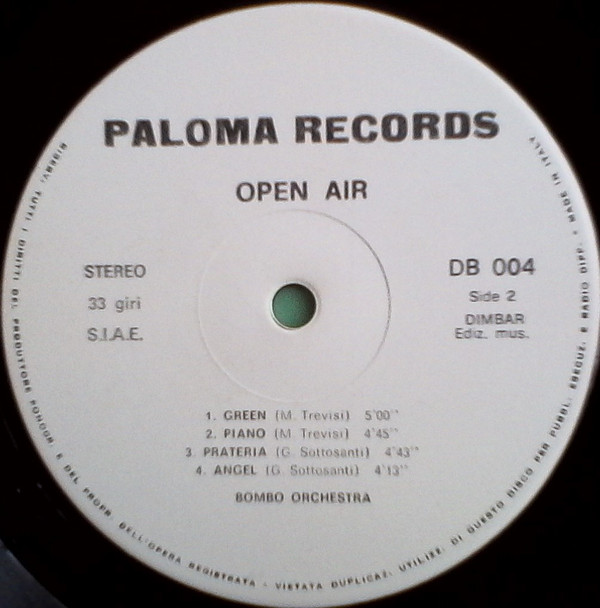 PALOMA RECORDS
OPEN AIR
STEREO
33 giri
S.I.A.E.
DB 004
Side 2
DIMBAR
Ediz. mus.
1. GREEN (M. Trevisi) 5'00''
2. PIANO (M. Trevisi) 4'45''
3. PRATERIA (G. Sottosanti) 4'43''
4. ANGEL (G. Sottosanti) 4'13''
BOMBO ORCHESTRA
RISERV. TUTTI I DIRITTI DEL PRODUTTORE FONOGR. E DEL PROPR. DELL'OPERA REGISTRATA - VIETATA DUPLICAZ. UTILIZZ. DI QUESTO DISCO PER PUBBL. ESECUZ. E RADIO DIFF. - MADE IN ITALY